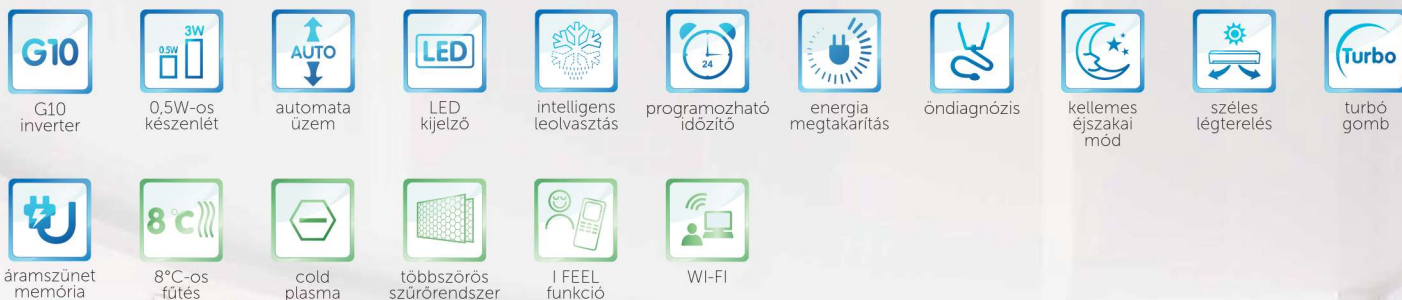 G10
0.5W
3W
AUTO
LED
24
Turbo
G10
inverter
0,5W-os
készenlét
automata
üzem
LED
kijelző
intelligens
leolvasztás
programozható
időzítő
energia
megtakarítás
öndiagnózis
kellemes
éjszakai
mód
széles
légterelés
turbó
gomb
8°C
áramszünet
memória
8°C-os
fűtés
cold
plasma
többszörös
szűrőrendszer
I FEEL
funkció
WI-FI